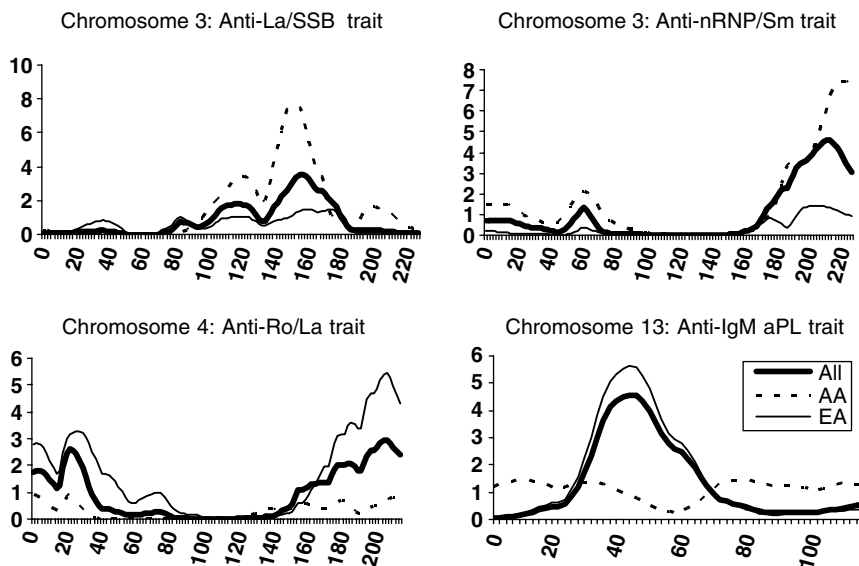 Chromosome 3: Anti-La/SSB trait
10
8
6
4
2
0
0 20 40 60 80 100 120 140 160 180 200 220
Chromosome 3: Anti-nRNP/Sm trait
8
7
6
5
4
3
2
1
0
0 20 40 60 80 100 120 140 160 180 200 220
Chromosome 4: Anti-Ro/La trait
6
5
4
3
2
1
0
0 20 40 60 80 100 120 140 160 180 200
Chromosome 13: Anti-IgM aPL trait
6
5
4
3
2
1
0
0 20 40 60 80 100
All
AA
EA